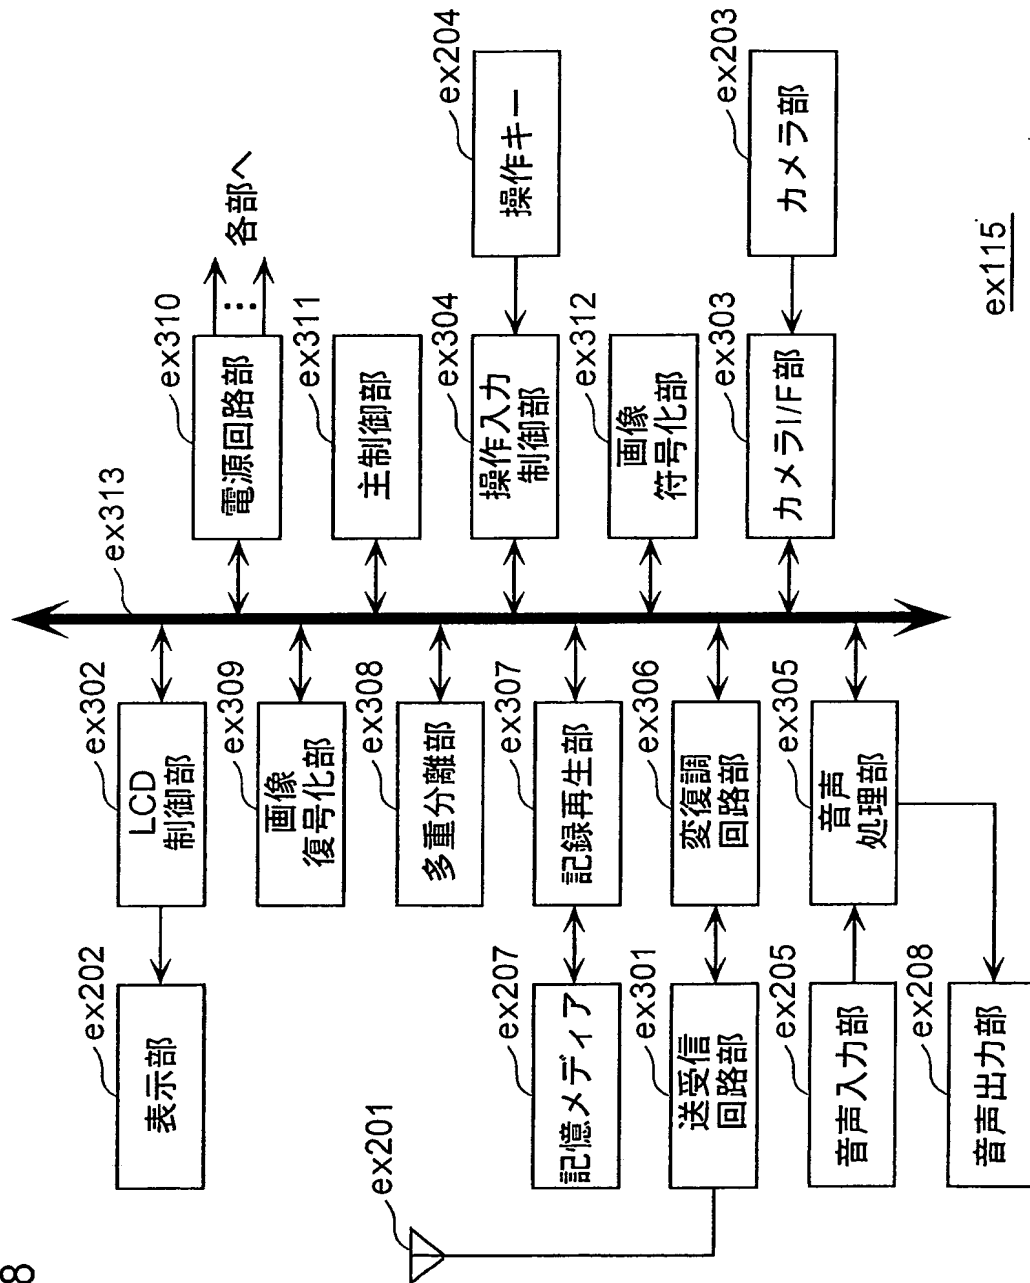 8
ex204
操作キー
ex203
カメラ部
各部へ
ex310
電源回路部
ex311
主制御部
ex304
操作入力
制御部
ex312
画像
符号化部
ex303
カメラI/F部
ex115
ex313
ex302
LCD
制御部
ex309
画像
復号化部
ex308
多重分離部
ex307
記録再生部
ex306
変復調
回路部
ex305
音声
処理部
ex202
表示部
ex207
記憶メディア
ex301
送受信
回路部
ex205
音声入力部
ex208
音声出力部
ex201